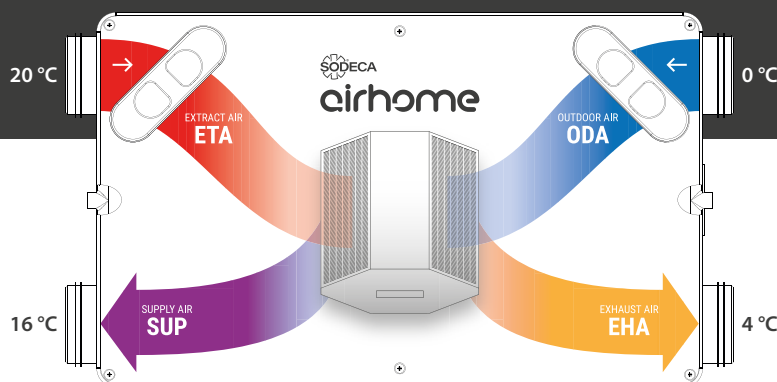 20 °C
0 °C
SODECA
airhome
EXTRACT AIR
ETA
OUTDOOR AIR
ODA
SUPPLY AIR
SUP
EXHAUST AIR
EHA
16 °C
4 °C